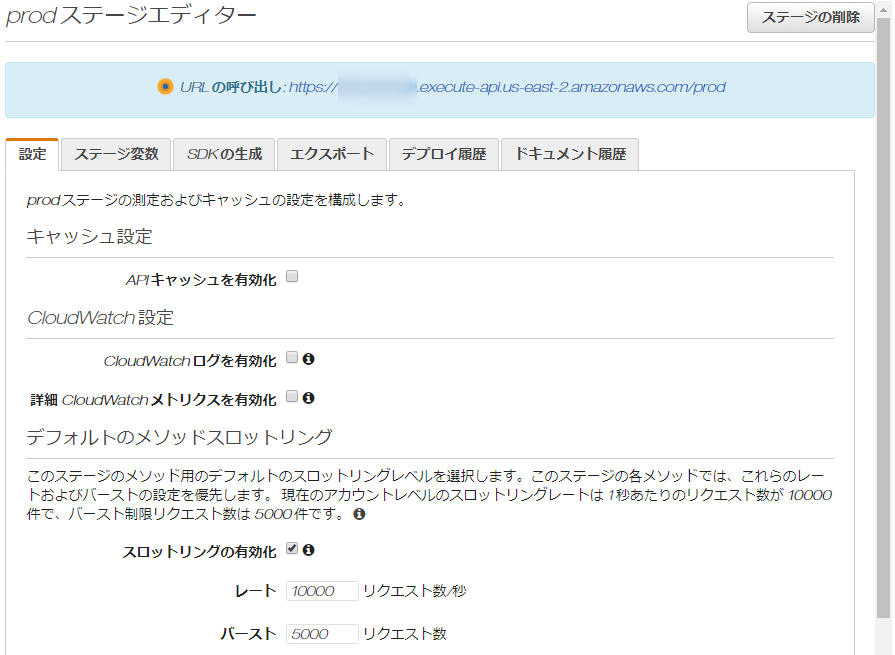 prod ステージエディター
ステージの削除
URL の呼び出し: https:// .execute-api.us-east-2.amazonaws.com/prod
設定
ステージ変数
SDK の生成
エクスポート
デプロイ履歴
ドキュメント履歴
prod ステージの測定およびキャッシュの設定を構成します。
キャッシュ設定
API キャッシュを有効化
CloudWatch 設定
CloudWatch ログを有効化
詳細 CloudWatch メトリクスを有効化
デフォルトのメソッドスロットリング
このステージのメソッド用のデフォルトのスロットリングレベルを選択します。このステージの各メソッドでは、これらのレー
トおよびバーストの設定を優先します。 現在のアカウントレベルのスロットリングレートは 1 秒あたりのリクエスト数が 10000
件で、バースト制限リクエスト数は 5000 件です。
スロットリングの有効化
レート 10000 リクエスト数/秒
バースト 5000 リクエスト数